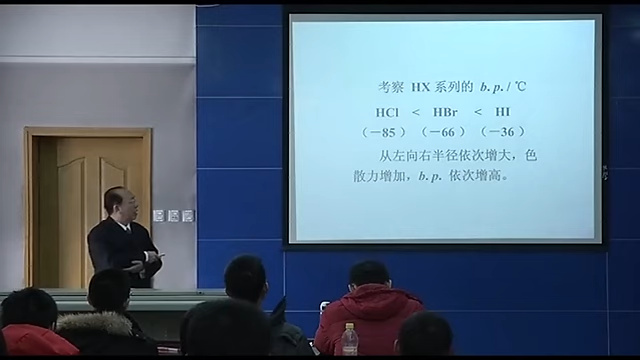 考察 HX 系列的 b.p./℃
HCl < HBr < HI
(-85) (-66) (-36)
从左向右半径依次增大，色
散力增加，b.p. 依次增高。